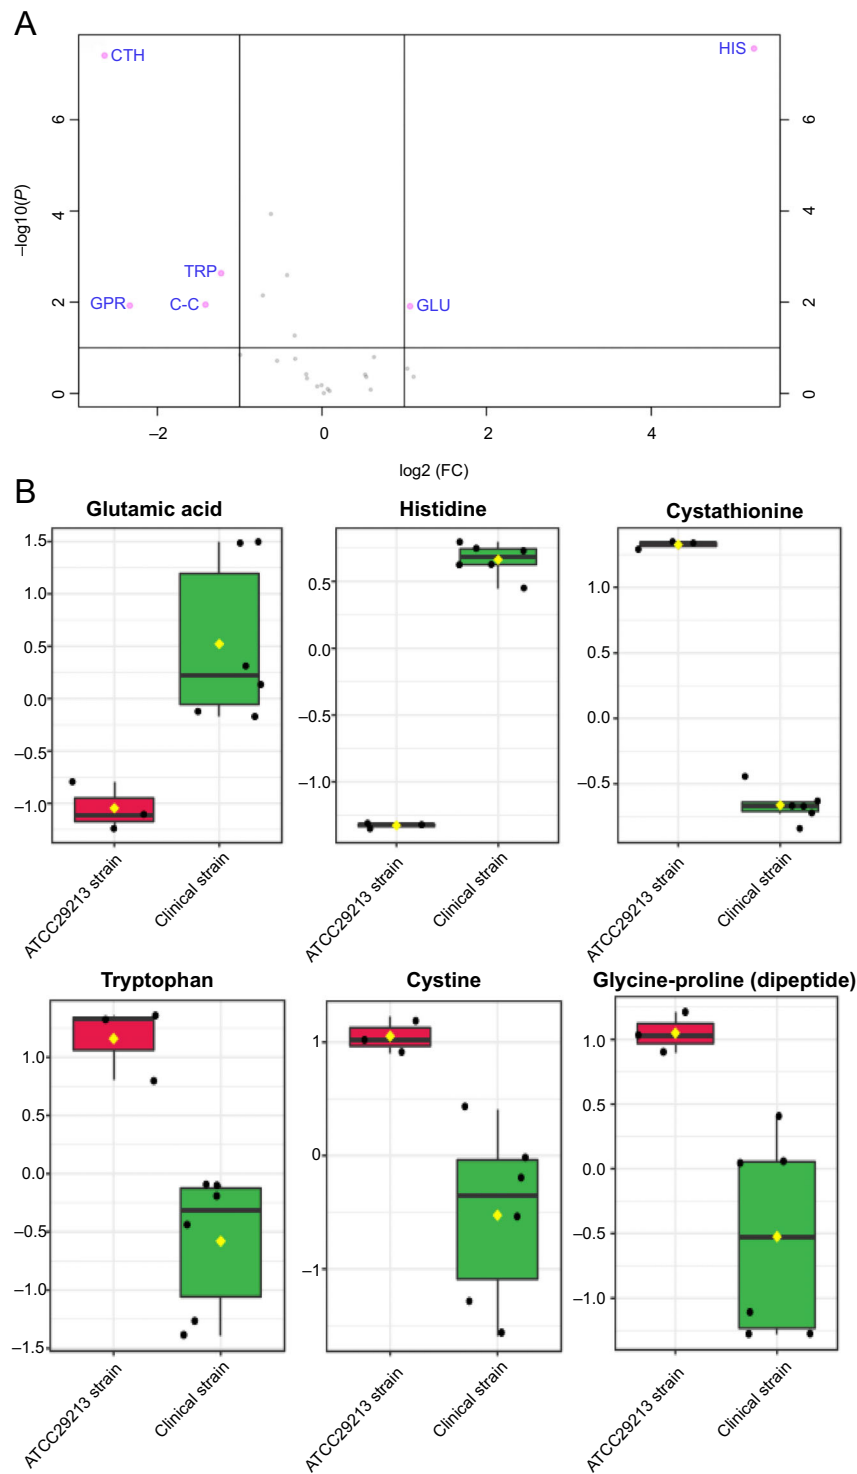 A
CTH
HIS
6
6
–log10(P)
4
4
TRP
GPR
C-C
GLU
2
2
0
0
–2
0
2
4
log2 (FC)
B
Glutamic acid
Histidine
Cystathionine
1.5
1.0
0.5
0.0
–0.5
–1.0
0.5
0.0
–0.5
–1.0
1.0
0.5
0.0
–0.5
ATCC29213 strain
Clinical strain
ATCC29213 strain
Clinical strain
ATCC29213 strain
Clinical strain
Tryptophan
Cystine
Glycine-proline (dipeptide)
1.0
0.5
0.0
–0.5
–1.0
–1.5
1
0
–1
1.0
0.5
0.0
–0.5
–1.0
ATCC29213 strain
Clinical strain
ATCC29213 strain
Clinical strain
ATCC29213 strain
Clinical strain